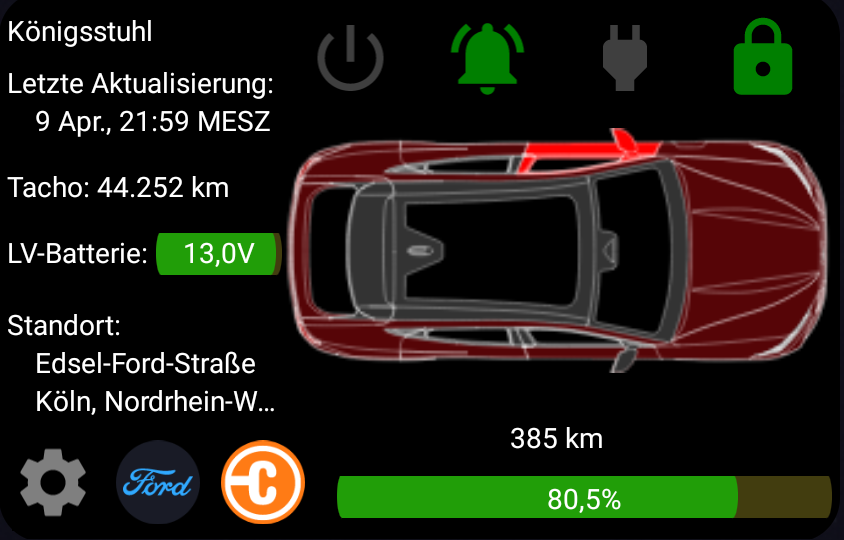 Königsstuhl
Letzte Aktualisierung:
9 Apr., 21:59 MESZ
Tacho: 44.252 km
LV-Batterie: 13,0V
Standort:
Edsel-Ford-Straße
Köln, Nordrhein-W...
Ford
C
385 km
80,5%